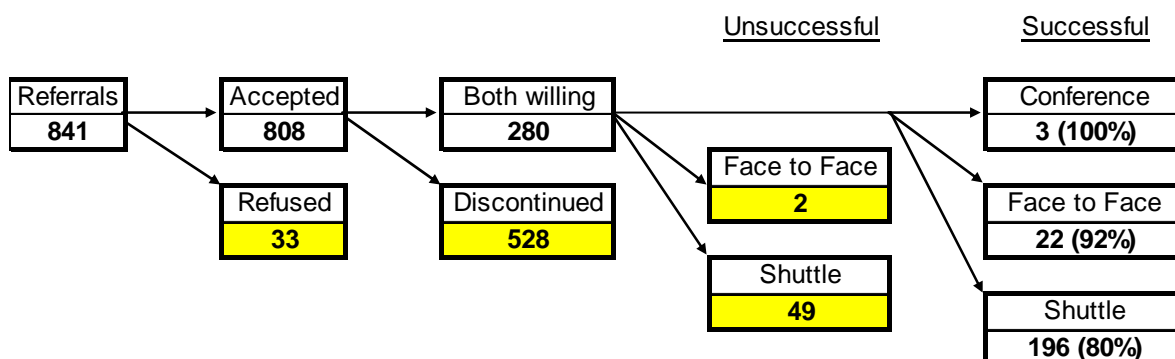 Unsuccessful
Successful
Referrals
841
Accepted
808
Both willing
280
Conference
3 (100%)
Refused
33
Discontinued
528
Face to Face
2
Face to Face
22 (92%)
Shuttle
49
Shuttle
196 (80%)